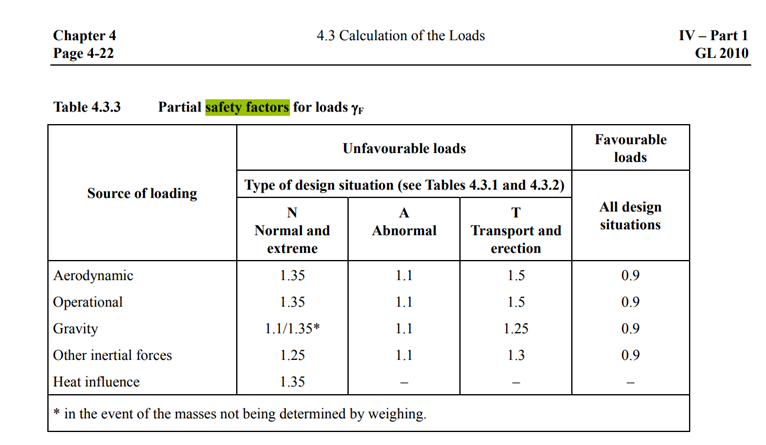 Chapter 4 4.3 Calculation of the Loads IV – Part 1
Page 4-22 GL 2010
Table 4.3.3 Partial safety factors for loads γF
Source of loading
Unfavourable loads
Favourable
loads
Type of design situation (see Tables 4.3.1 and 4.3.2)
All design
situations
N
Normal and
extreme
A
Abnormal
T
Transport and
erection
Aerodynamic 1.35 1.1 1.5 0.9
Operational 1.35 1.1 1.5 0.9
Gravity 1.1/1.35* 1.1 1.25 0.9
Other inertial forces 1.25 1.1 1.3 0.9
Heat influence 1.35 – – –
* in the event of the masses not being determined by weighing.